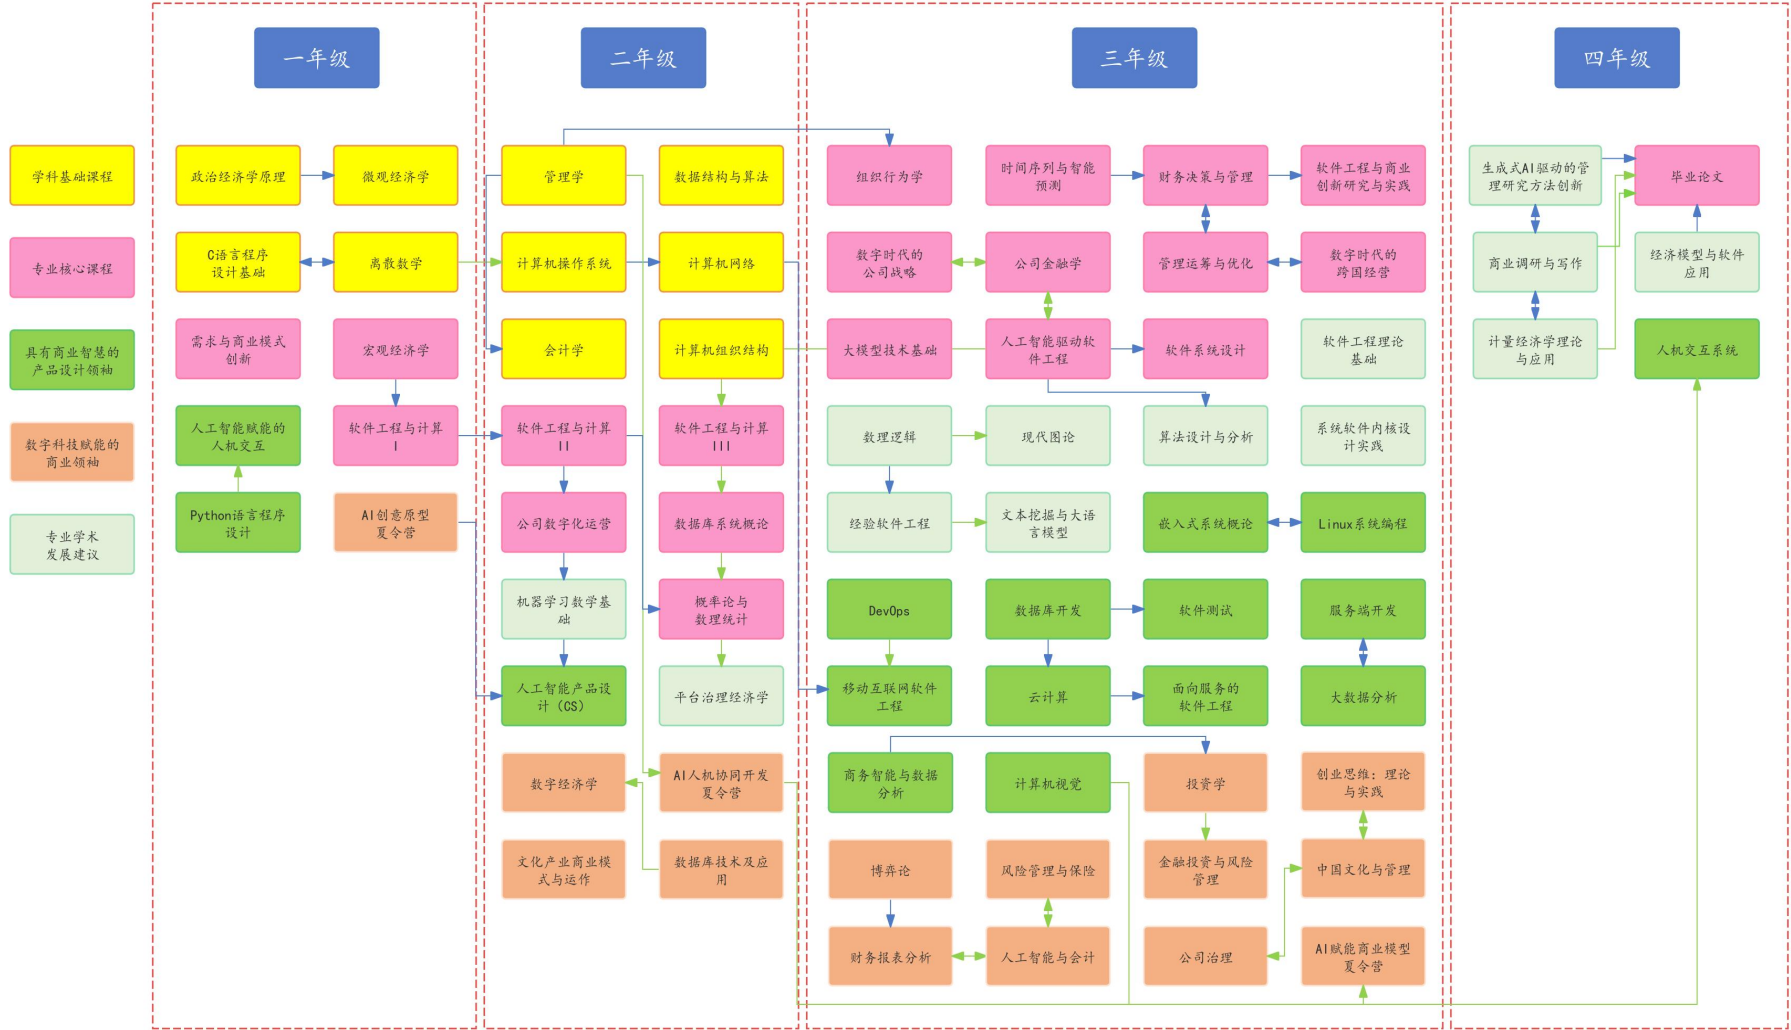 一年级
二年级
三年级
四年级
学科基础课程
专业核心课程
具有商业智慧的
产品设计领袖
数字科技赋能的
商业领袖
专业学术
发展建议
政治经济学原理
微观经济学
C语言程序
设计基础
离散数学
需求与商业模式
创新
宏观经济学
人工智能赋能的
人机交互
软件工程与计算
I
Python语言程序
设计
AI创意原型
夏令营
管理学
数据结构与算法
计算机操作系统
计算机网络
会计学
计算机组织结构
软件工程与计算
II
软件工程与计算
III
公司数字化运营
数据库系统概论
机器学习数学基
础
概率论与
数理统计
人工智能产品设
计（CS）
平台治理经济学
数字经济学
AI人机协同开发
夏令营
文化产业商业模
式与运作
数据库技术及应
用
组织行为学
时间序列与智能
预测
财务决策与管理
软件工程与商业
创新研究与实践
数字时代的
公司战略
公司金融学
管理运筹与优化
数字时代的
跨国经营
大模型技术基础
人工智能驱动软
件工程
软件系统设计
软件工程理论
基础
数理逻辑
现代图论
算法设计与分析
系统软件内核设
计实践
经验软件工程
文本挖掘与大语
言模型
嵌入式系统概论
Linux系统编程
DevOps
数据库开发
软件测试
服务端开发
移动互联网软件
工程
云计算
面向服务的
软件工程
大数据分析
商务智能与数据
分析
计算机视觉
投资学
创业思维：理论
与实践
博弈论
风险管理与保险
金融投资与风险
管理
中国文化与管理
财务报表分析
人工智能与会计
公司治理
AI赋能商业模型
夏令营
生成式AI驱动的管
理研究方法创新
毕业论文
商业调研与写作
经济模型与软件
应用
计量经济学理论
与应用
人机交互系统